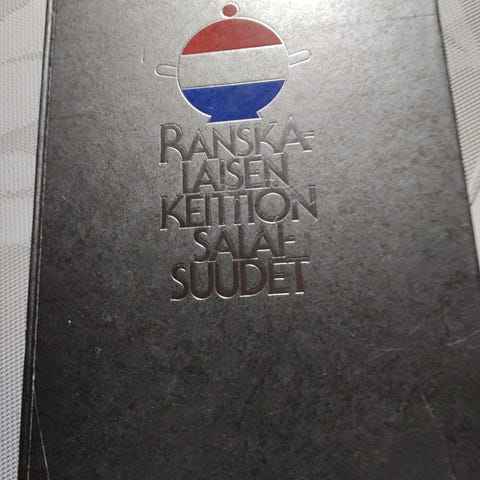 RANSKA=
LAISEN
KEITTIÖN
SALAI=
SUUDET